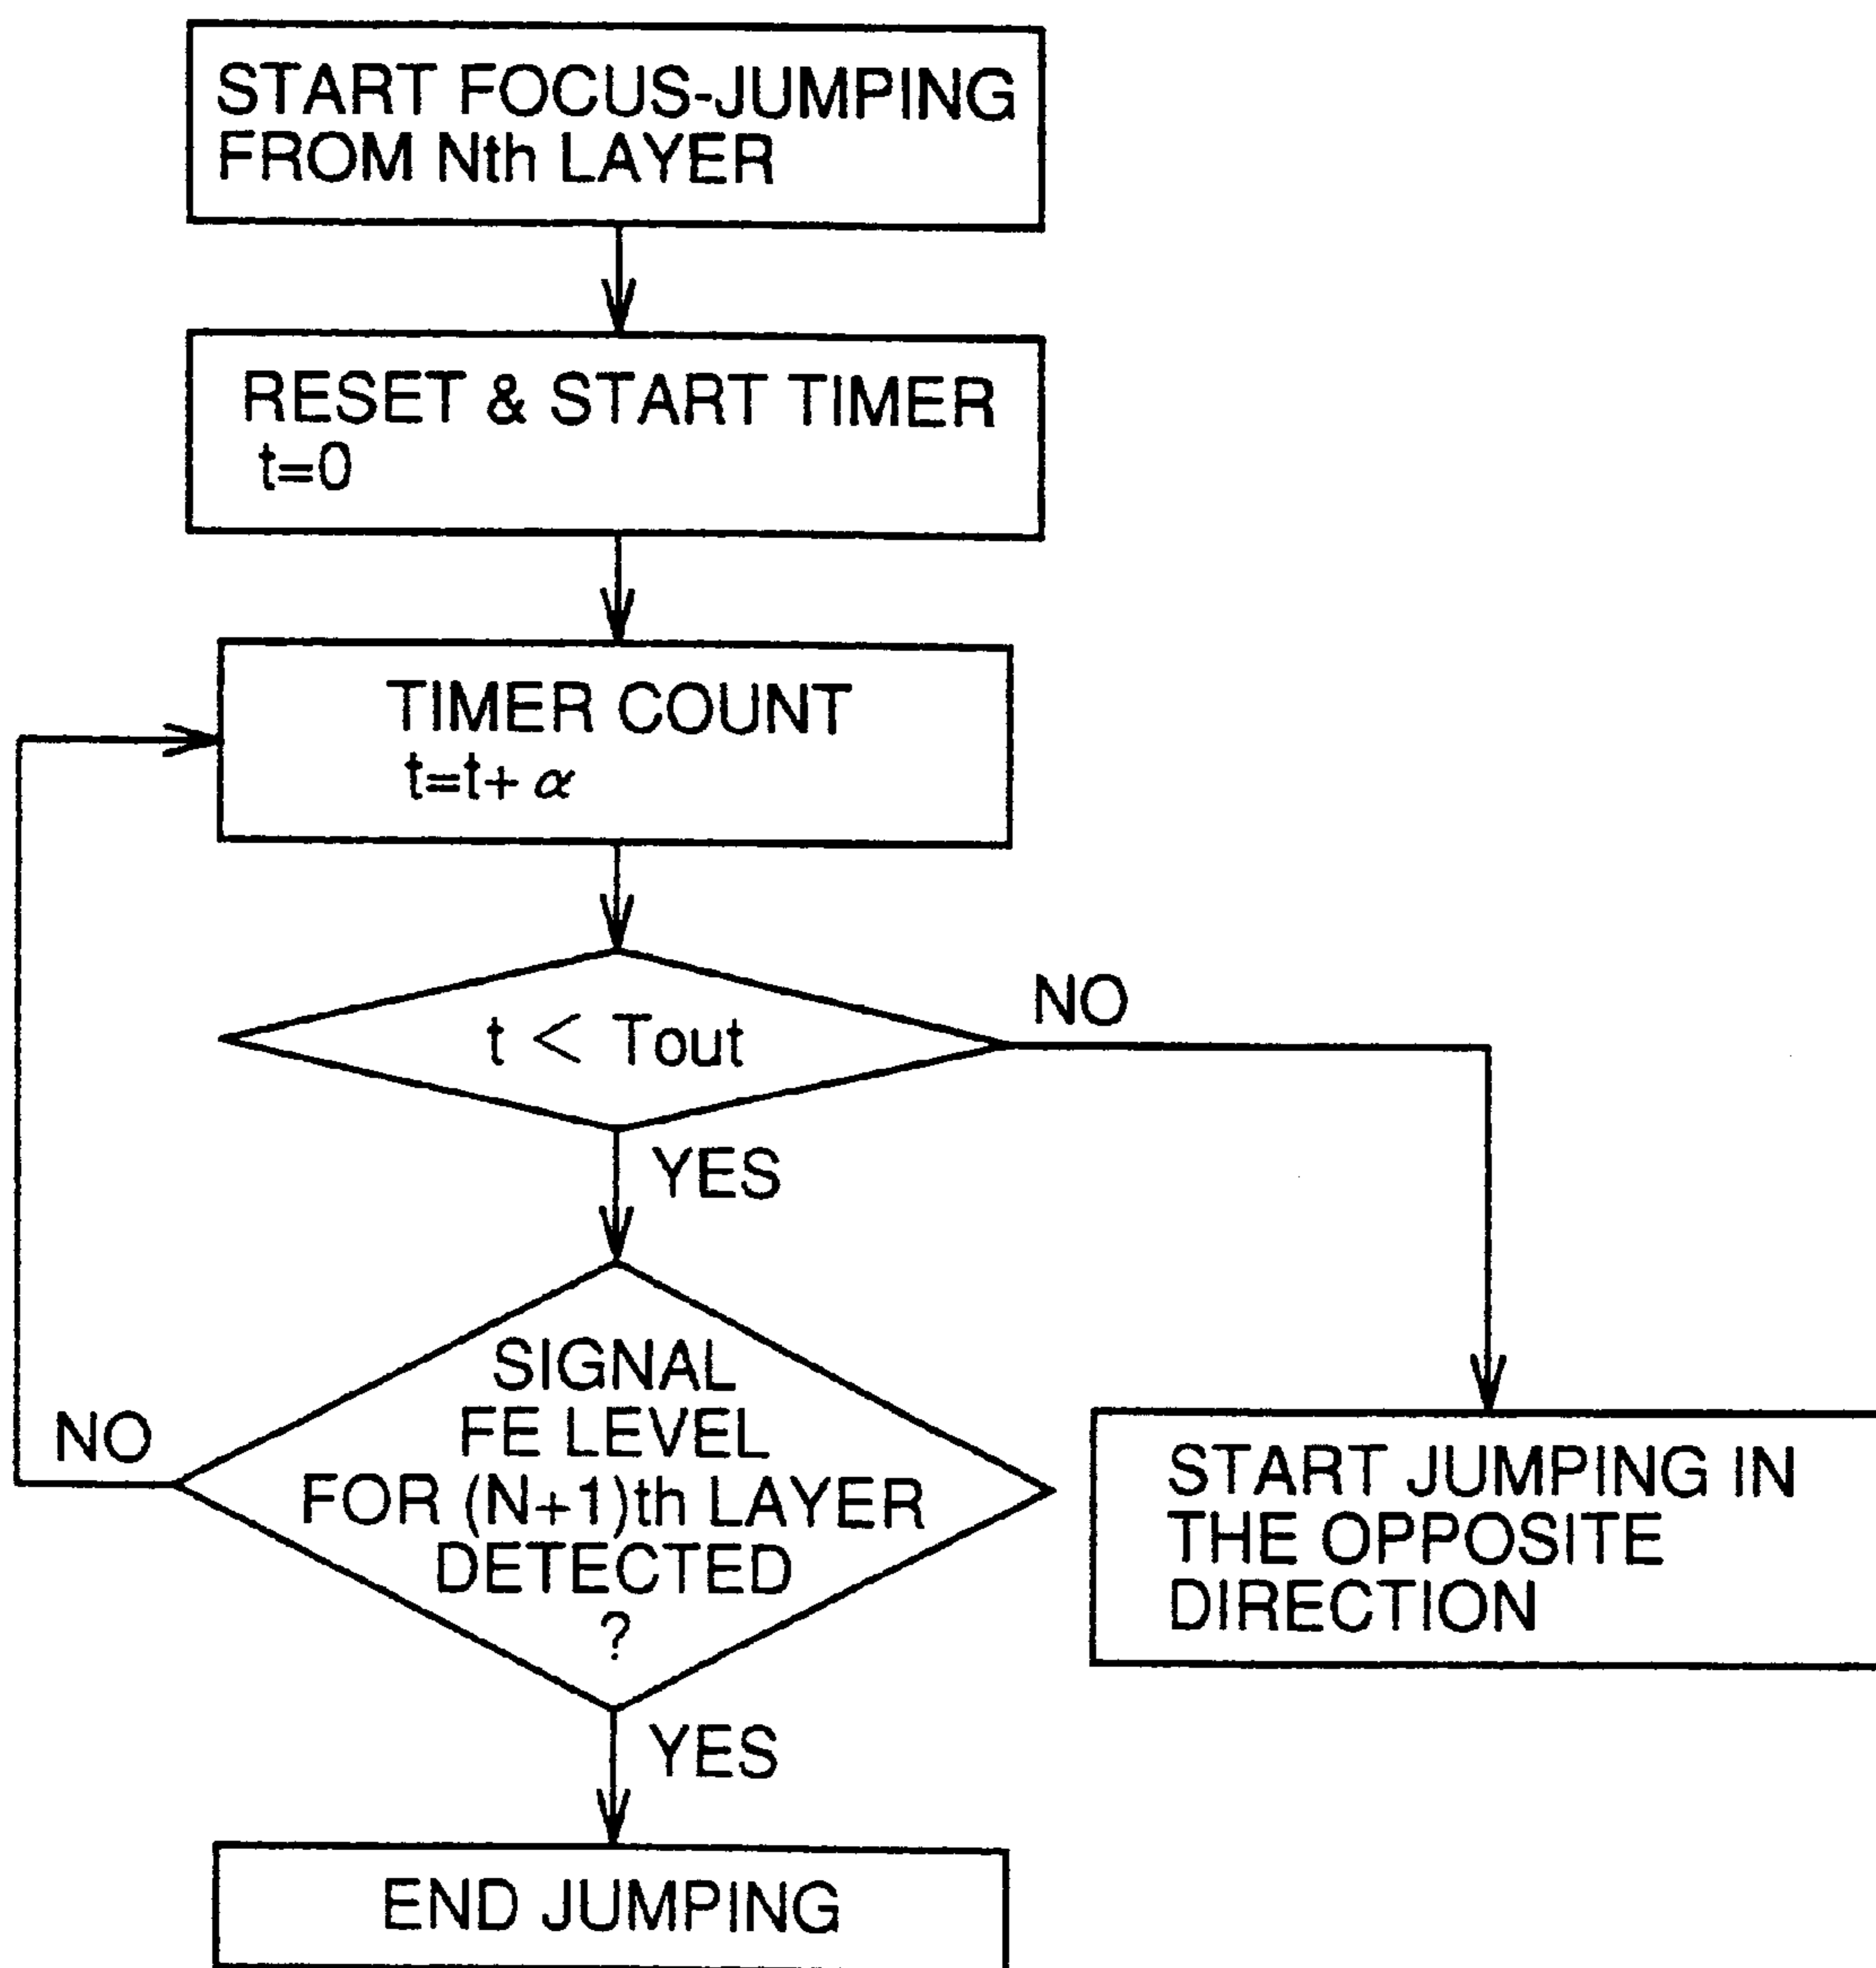 START FOCUS-JUMPING
FROM Nth LAYER
RESET & START TIMER
t=0
TIMER COUNT
t=t+ α
t < Tout
NO
YES
SIGNAL
FE LEVEL
FOR (N+1)th LAYER
DETECTED
?
NO
YES
START JUMPING IN
THE OPPOSITE
DIRECTION
END JUMPING